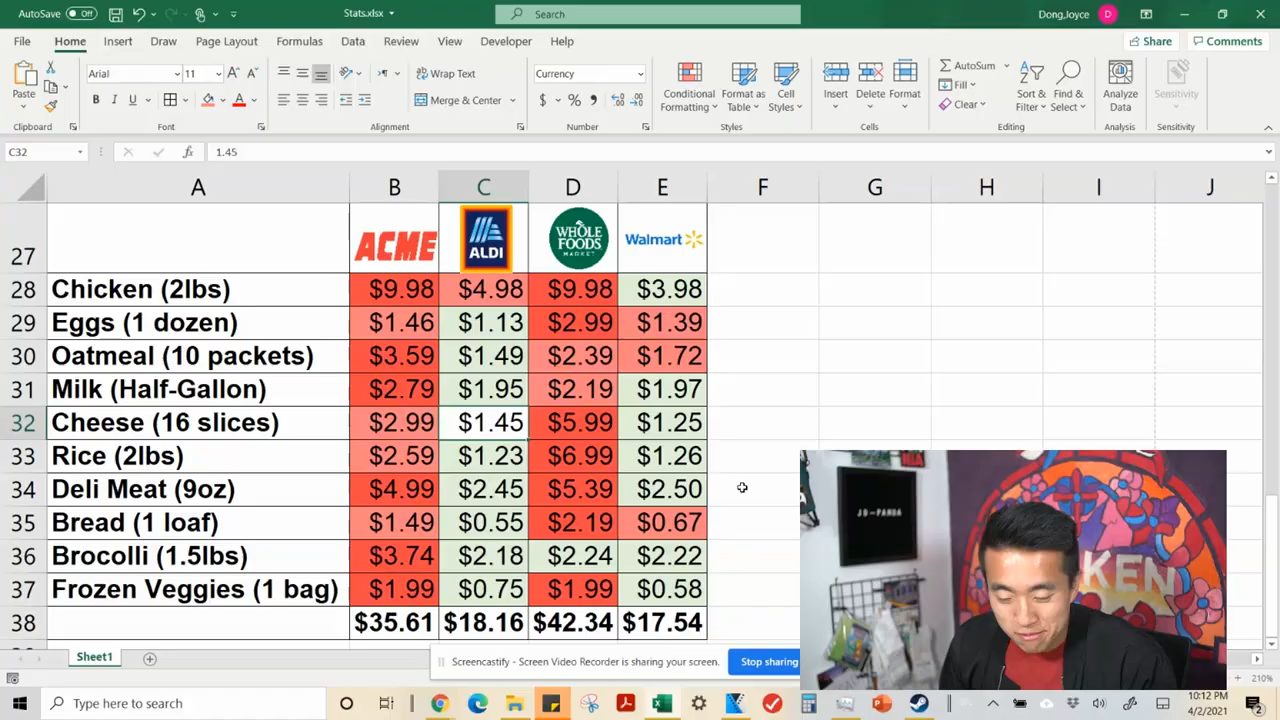 AutoSave Off Stats.xlsx Search Dong,Joyce D
File Home Insert Draw Page Layout Formulas Data Review View Developer Help Share Comments
Paste Arial 11 Wrap Text Currency Conditional Formatting Format as Table Cell Styles Insert Delete Format AutoSum Sort & Filter Find & Select Analyze Data Sensitivity
B I U A Merge & Center $ % Fill
Clear
Clipboard Font Alignment Number Styles Cells Editing Analysis Sensitivity
C32 fx 1.45
A B C D E F G H I J
27 ACME ALDI WHOLE FOODS MARKET Walmart
28 Chicken (2lbs) $9.98 $4.98 $9.98 $3.98
29 Eggs (1 dozen) $1.46 $1.13 $2.99 $1.39
30 Oatmeal (10 packets) $3.59 $1.49 $2.39 $1.72
31 Milk (Half-Gallon) $2.79 $1.95 $2.19 $1.97
32 Cheese (16 slices) $2.99 $1.45 $5.99 $1.25
33 Rice (2lbs) $2.59 $1.23 $6.99 $1.26
34 Deli Meat (9oz) $4.99 $2.45 $5.39 $2.50
35 Bread (1 loaf) $1.49 $0.55 $2.19 $0.67
36 Brocolli (1.5lbs) $3.74 $2.18 $2.24 $2.22
37 Frozen Veggies (1 bag) $1.99 $0.75 $1.99 $0.58
38 $35.61 $18.16 $42.34 $17.54
JD-PANDA
KEN
Sheet1
Screencastify - Screen Video Recorder is sharing your screen. Stop sharing
210%
Type here to search
10:12 PM
4/2/2021
2